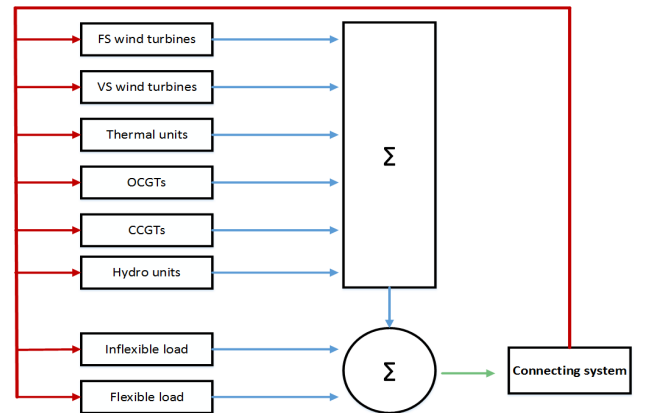 FS wind turbines
VS wind turbines
Thermal units
OCGTs
CCGTs
Hydro units
Σ
Inflexible load
Flexible load
Σ
Connecting system